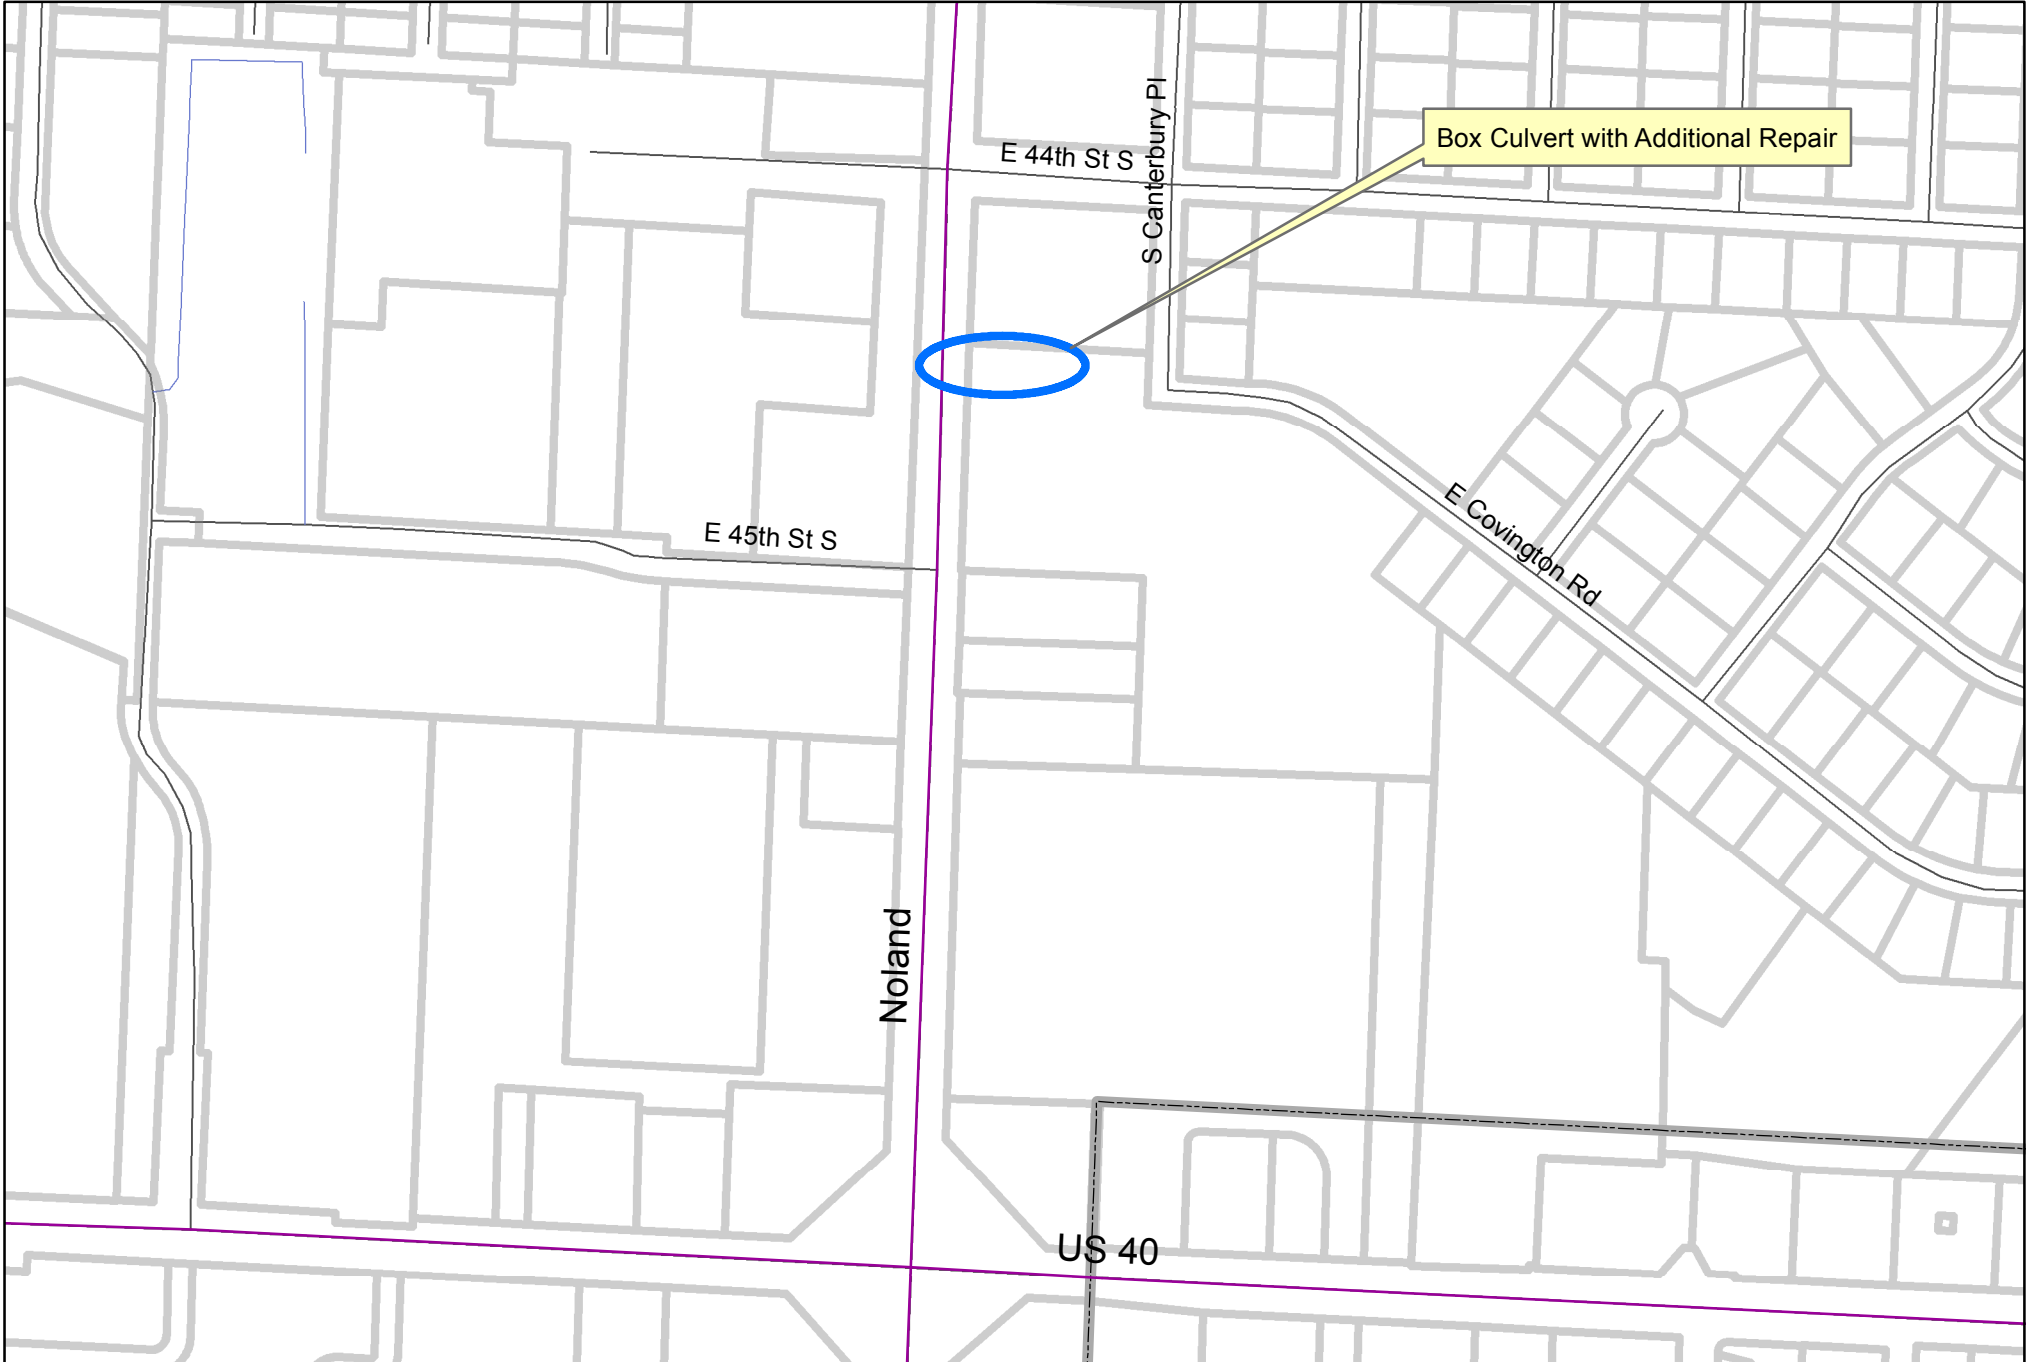 Box Culvert with Additional Repair
E 44th St S
S Canterbury Pl
E Covington Rd
E 45th St S
Noland
US 40